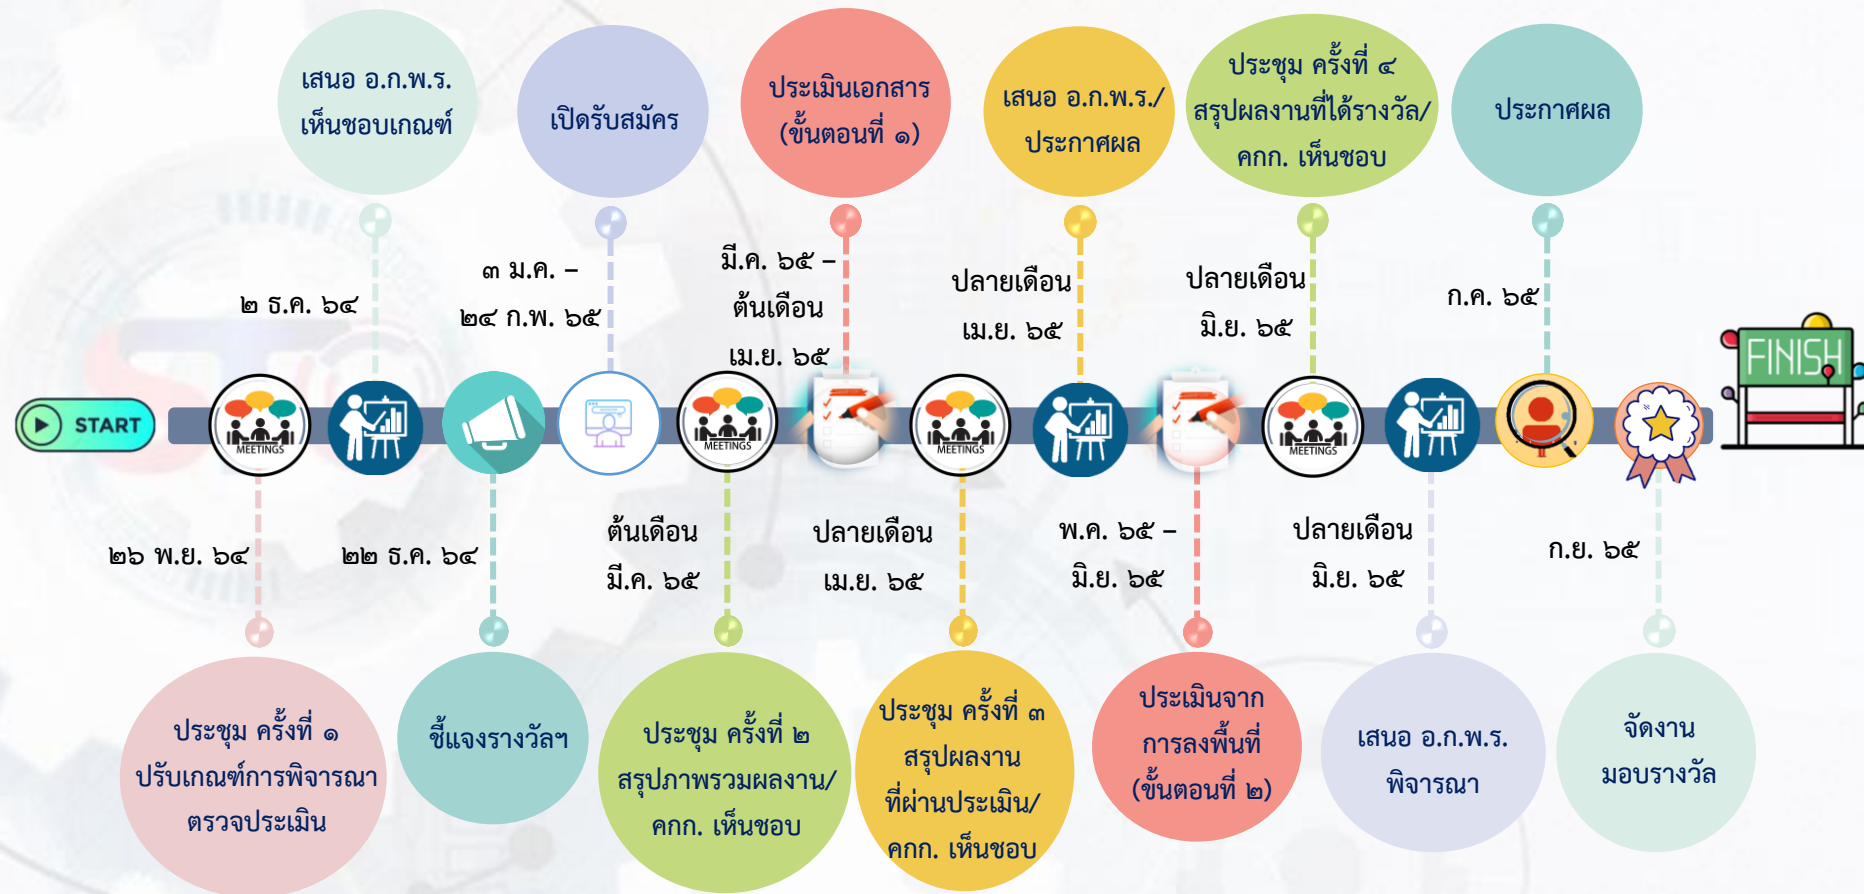 เสนอ อ.ก.พ.ร.
เห็นชอบเกณฑ์
เปิดรับสมัคร
ประเมินเอกสาร
(ขั้นตอนที่ ๑)
เสนอ อ.ก.พ.ร./
ประกาศผล
ประชุม ครั้งที่ ๔
สรุปผลงานที่ได้รางวัล/
คกก. เห็นชอบ
ประกาศผล
๒ ธ.ค. ๖๔
๓ ม.ค. –
๒๔ ก.พ. ๖๕
มี.ค. ๖๕ –
ต้นเดือน
เม.ย. ๖๕
ปลายเดือน
เม.ย. ๖๕
ปลายเดือน
มิ.ย. ๖๕
ก.ค. ๖๕
START
MEETINGS
MEETINGS
MEETINGS
MEETINGS
FINISH
๒๖ พ.ย. ๖๔
๒๒ ธ.ค. ๖๔
ต้นเดือน
มี.ค. ๖๕
ปลายเดือน
เม.ย. ๖๕
พ.ค. ๖๕ –
มิ.ย. ๖๕
ปลายเดือน
มิ.ย. ๖๕
ก.ย. ๖๕
ประชุม ครั้งที่ ๑
ปรับเกณฑ์การพิจารณา
ตรวจประเมิน
ชี้แจงรางวัลฯ
ประชุม ครั้งที่ ๒
สรุปภาพรวมผลงาน/
คกก. เห็นชอบ
ประชุม ครั้งที่ ๓
สรุปผลงาน
ที่ผ่านประเมิน/
คกก. เห็นชอบ
ประเมินจาก
การลงพื้นที่
(ขั้นตอนที่ ๒)
เสนอ อ.ก.พ.ร.
พิจารณา
จัดงาน
มอบรางวัล